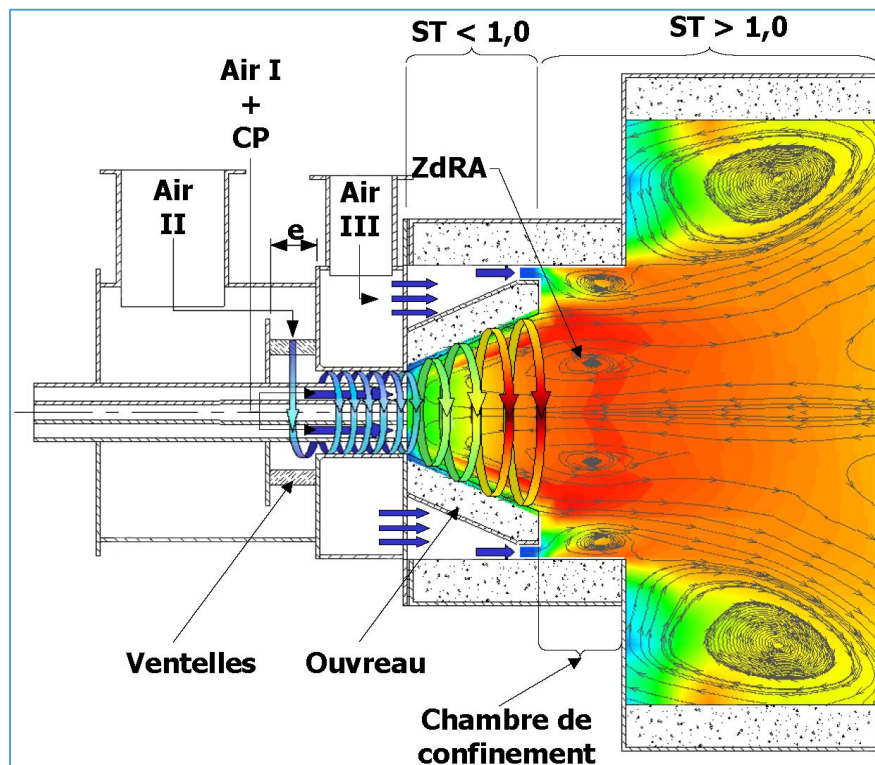 ST < 1,0
ST > 1,0
Air I
+
CP
ZdRA
Air
II
e
Air
III
Ventelles
Ouvreau
Chambre de
confinement